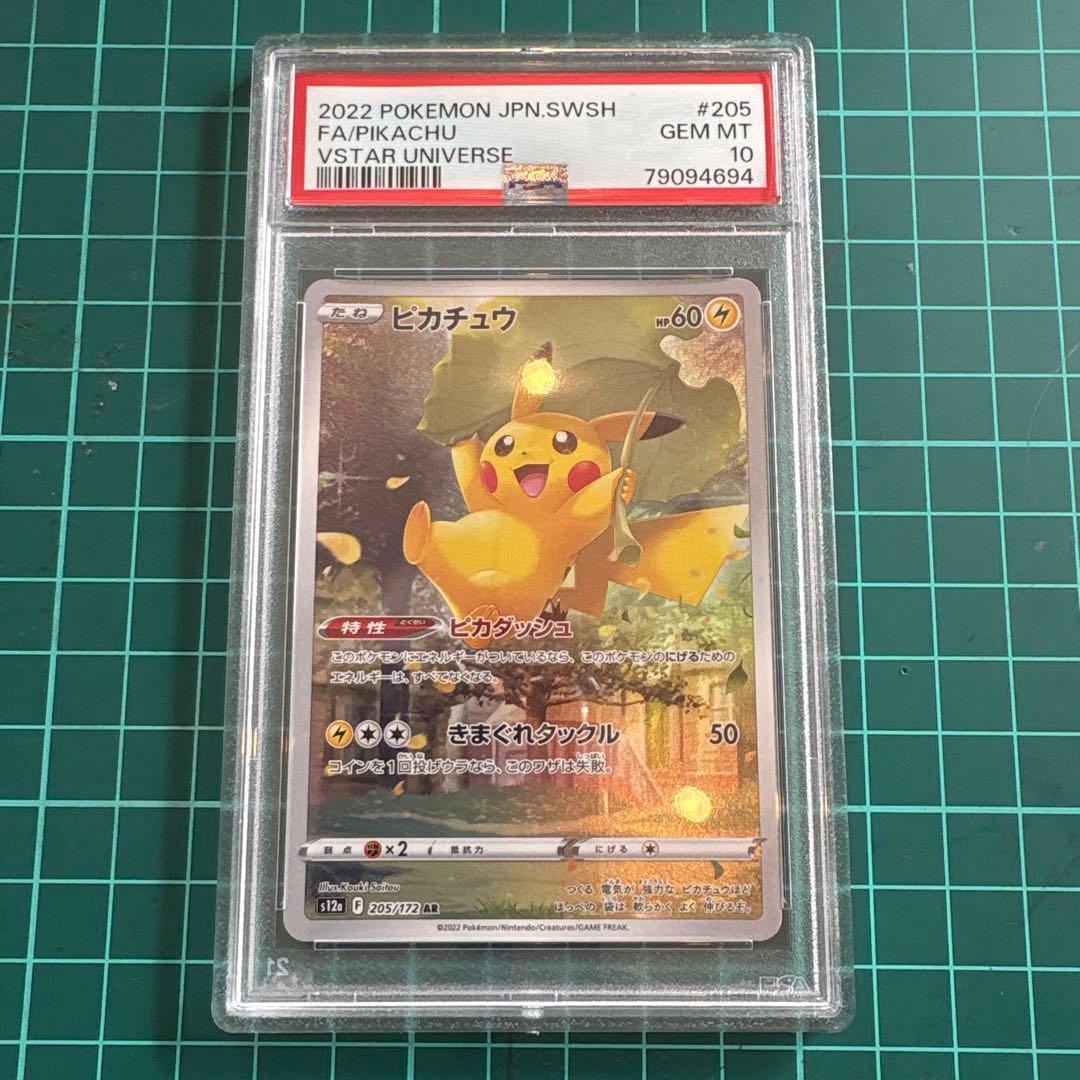 2022 POKEMON JPN.SWSH #205
FA/PIKACHU GEM MT
VSTAR UNIVERSE 10
79094694
たね ピカチュウ HP60
特性 とくせい ピカダッシュ
このポケモンにエネルギーがついているなら、このポケモンのにげるための
エネルギーは、すべてなくなる。
きまぐれタックル 50
コインを1回投げウラなら、このワザは失敗。
弱点 ×2 抵抗力 にげる
Illus.Kouki Saitou
つくる 電気が 強力な ピカチュウほど
ほっぺの 袋は 軟らかく よく 伸びるぞ。
s12a F 205/172 AR
©2022 Pokémon/Nintendo/Creatures/GAME FREAK.
PSA